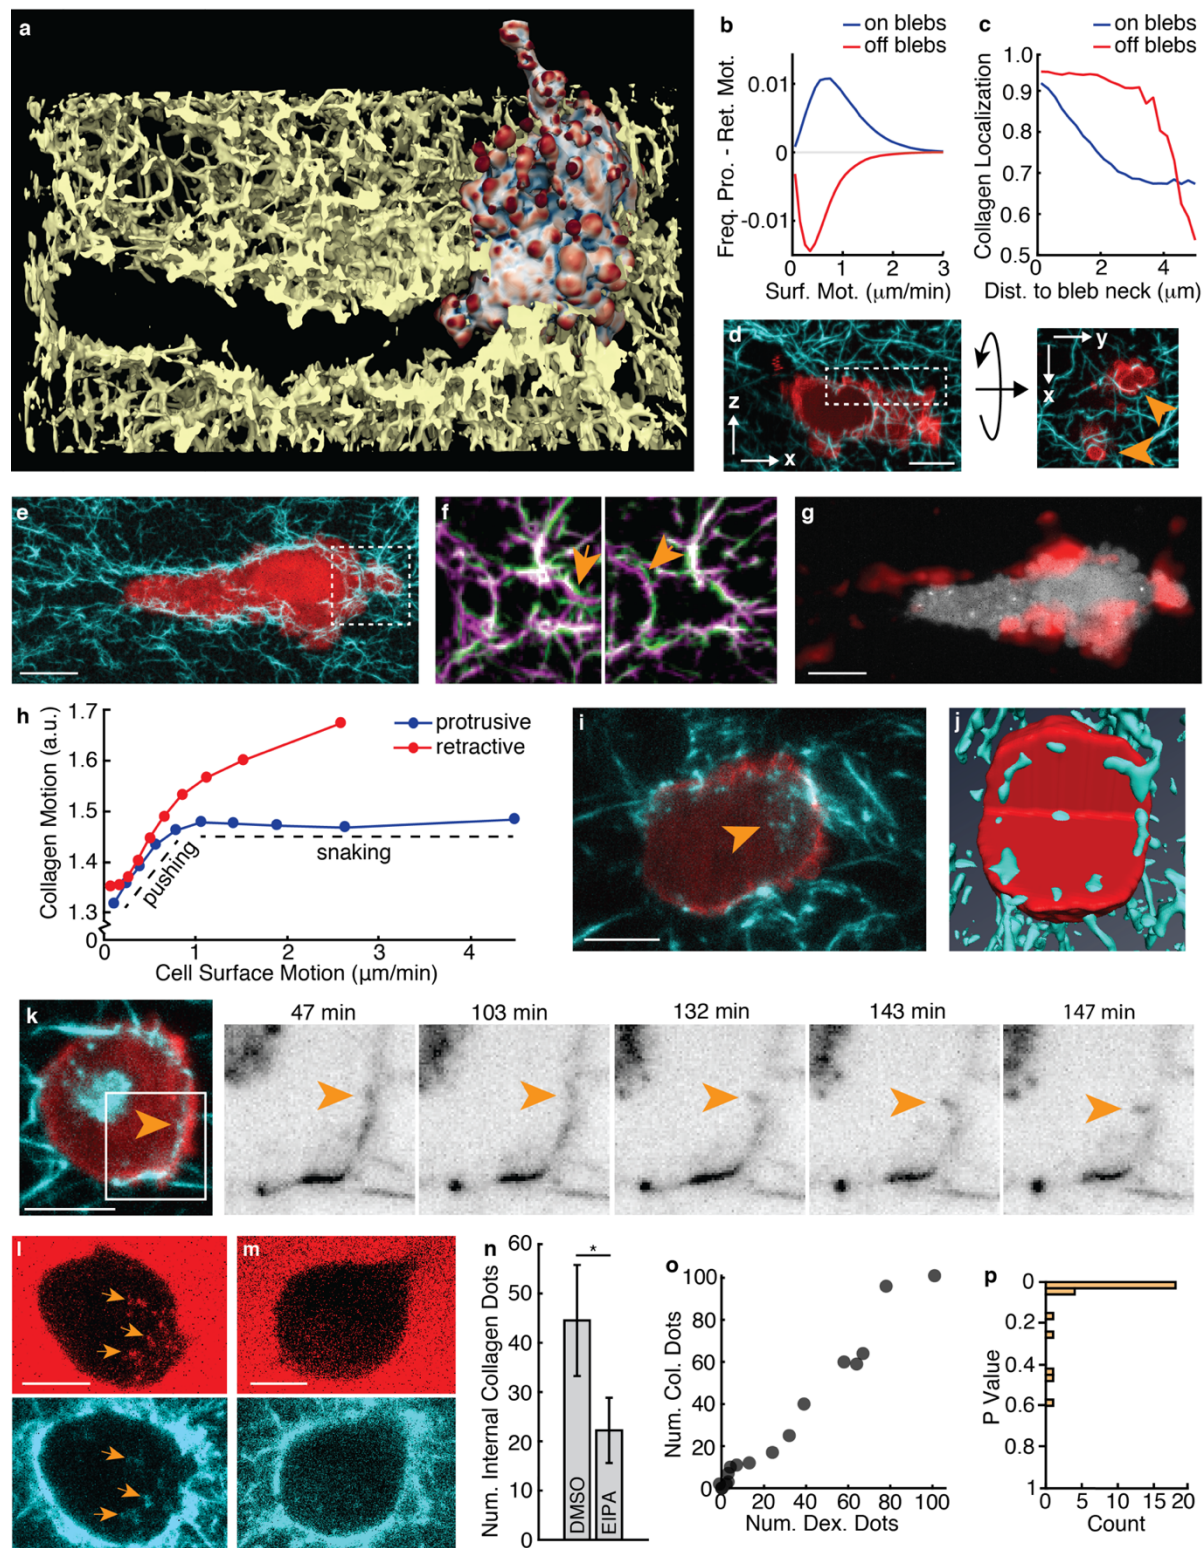 a
b
on blebs
off blebs
Freq. Pro. - Ret. Mot.
0.01
0
-0.01
0 1 2 3
Surf. Mot. (μm/min)
c
on blebs
off blebs
Collagen Localization
1.0
0.9
0.8
0.7
0.6
0.5
0 2 4
Dist. to bleb neck (μm)
d
z
x
y
x
e
f
g
h
Collagen Motion (a.u.)
1.7
1.6
1.5
1.4
1.3
0
protrusive
retractive
pushing
snaking
0 1 2 3 4
Cell Surface Motion (μm/min)
i
j
k
47 min
103 min
132 min
143 min
147 min
l
m
n
Num. Internal Collagen Dots
60
50
40
30
20
10
0
*
DMSO
EIPA
o
Num. Col. Dots
100
80
60
40
20
0
0 20 40 60 80 100
Num. Dex. Dots
p
P Value
0
0.2
0.4
0.6
0.8
1
0 5 10 15 20
Count